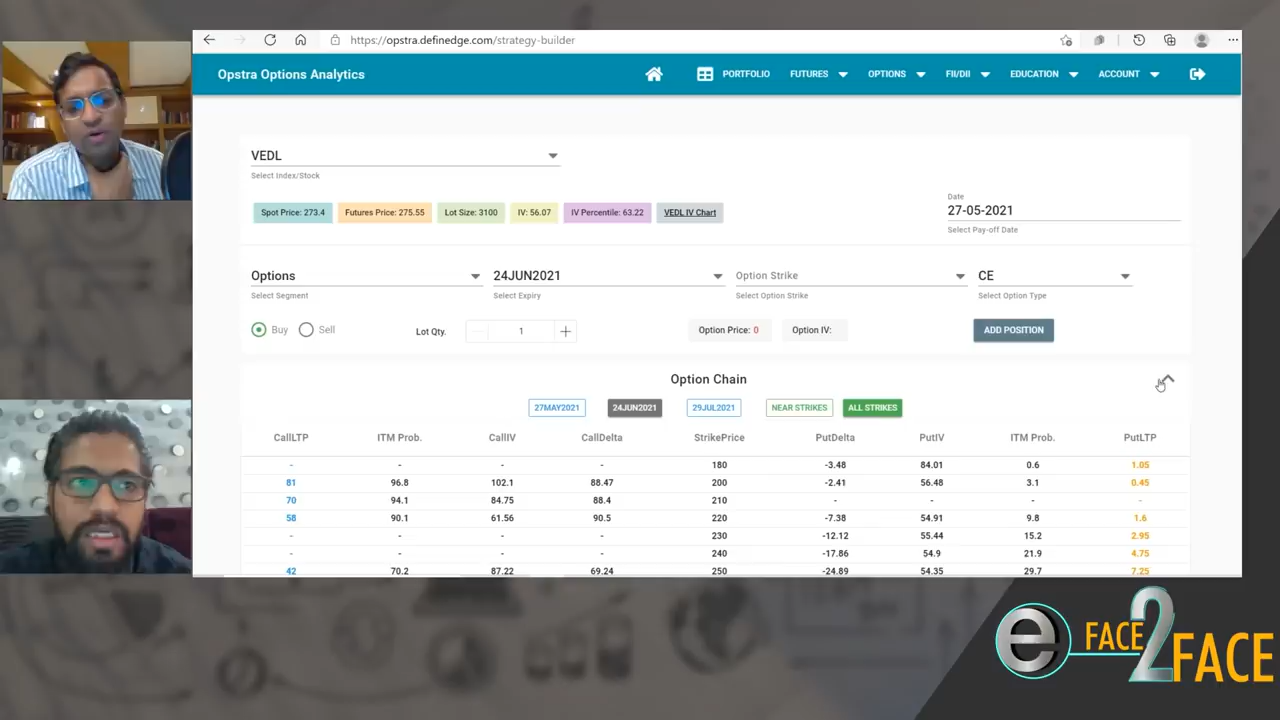 https://opstra.definedge.com/strategy-builder
Opstra Options Analytics PORTFOLIO FUTURES OPTIONS FII/DII EDUCATION ACCOUNT
VEDL
Select Index/Stock
Spot Price: 273.4 Futures Price: 275.55 Lot Size: 3100 IV: 56.07 IV Percentile: 63.22 VEDL IV Chart
Date
27-05-2021
Select Pay-off Date
Options 24JUN2021 Option Strike CE
Select Segment Select Expiry Select Option Strike Select Option Type
Buy Sell Lot Qty. 1 Option Price: 0 Option IV: ADD POSITION
Option Chain
27MAY2021 24JUN2021 29JUL2021 NEAR STRIKES ALL STRIKES
CallLTP ITM Prob. CallIV CallDelta StrikePrice PutDelta PutIV ITM Prob. PutLTP
- - - - 180 -3.48 84.01 0.6 1.05
81 96.8 102.1 88.47 200 -2.41 56.48 3.1 0.45
70 94.1 84.75 88.4 210 - - - -
58 90.1 61.56 90.5 220 -7.38 54.91 9.8 1.6
- - - - 230 -12.12 55.44 15.2 2.95
- - - - 240 -17.86 54.9 21.9 4.75
42 70.2 87.22 69.24 250 -24.89 54.35 29.7 7.25
e FACE 2 FACE